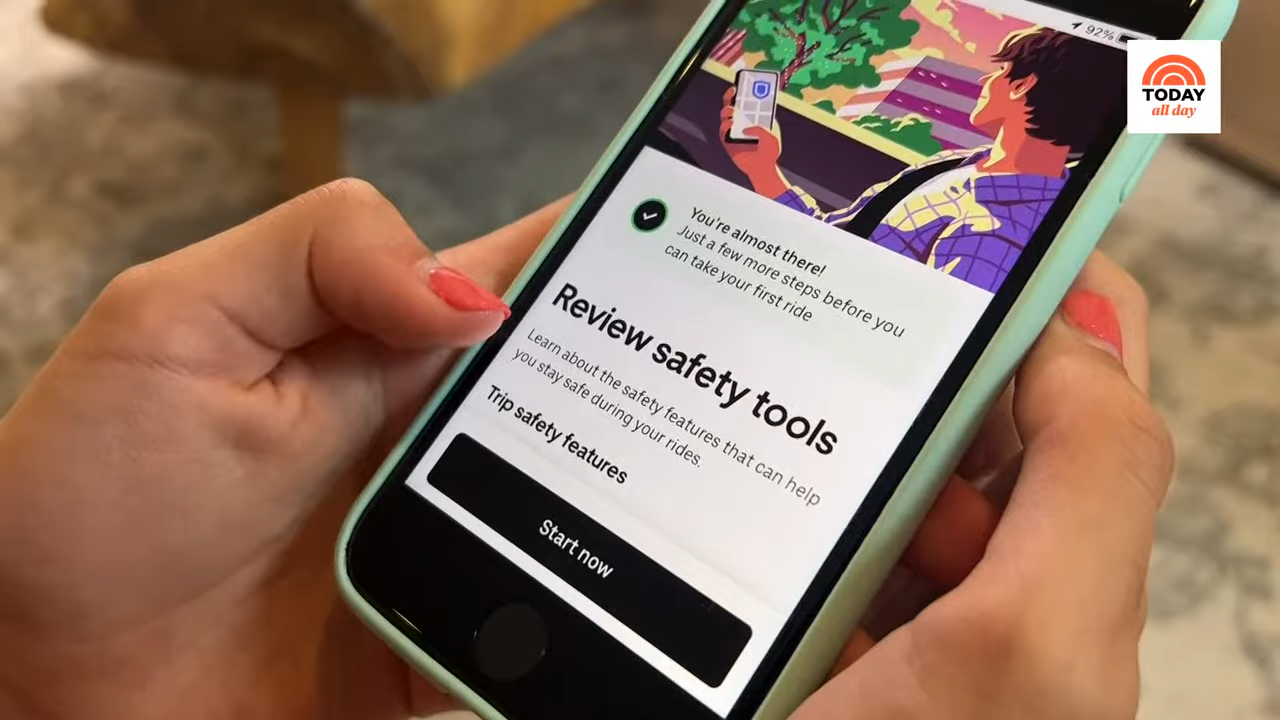 92%
TODAY
all day
You're almost there!
Just a few more steps before you
can take your first ride
Review safety tools
Learn about the safety features that can help
you stay safe during your rides.
Trip safety features
Start now